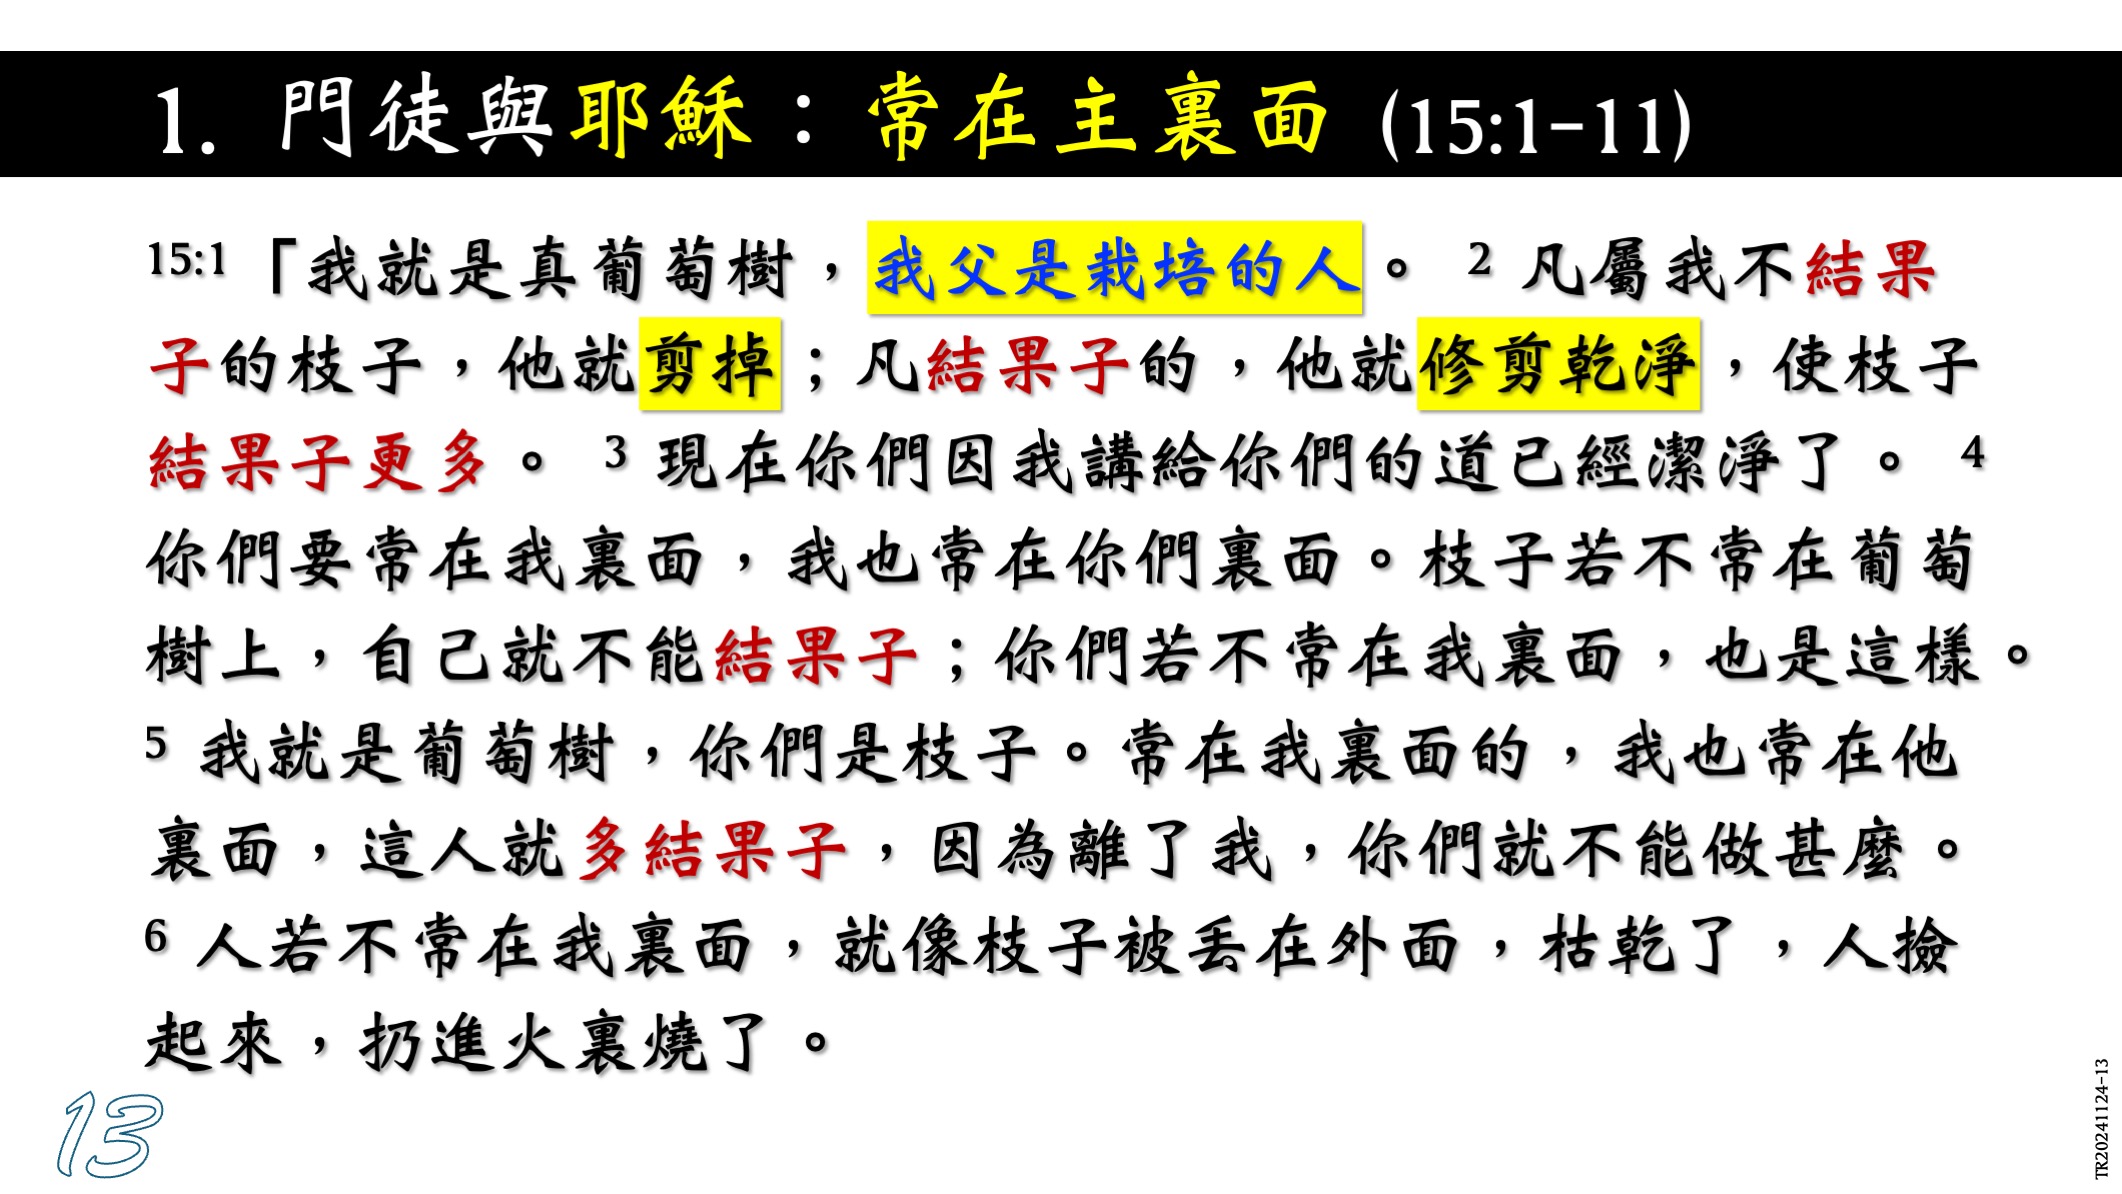 1. 門徒與耶穌：常在主裏面 (15:1-11)
15:1「我就是真葡萄樹，我父是栽培的人。 2 凡屬我不結果
子的枝子，他就剪掉；凡結果子的，他就修剪乾淨，使枝子
結果子更多。 3 現在你們因我講給你們的道已經潔淨了。 4
你們要常在我裏面，我也常在你們裏面。枝子若不常在葡萄
樹上，自己就不能結果子；你們若不常在我裏面，也是這樣。
5 我就是葡萄樹，你們是枝子。常在我裏面的，我也常在他
裏面，這人就多結果子，因為離了我，你們就不能做甚麼。
6 人若不常在我裏面，就像枝子被丟在外面，枯乾了，人撿
起來，扔進火裏燒了。
13
TR20241124-13